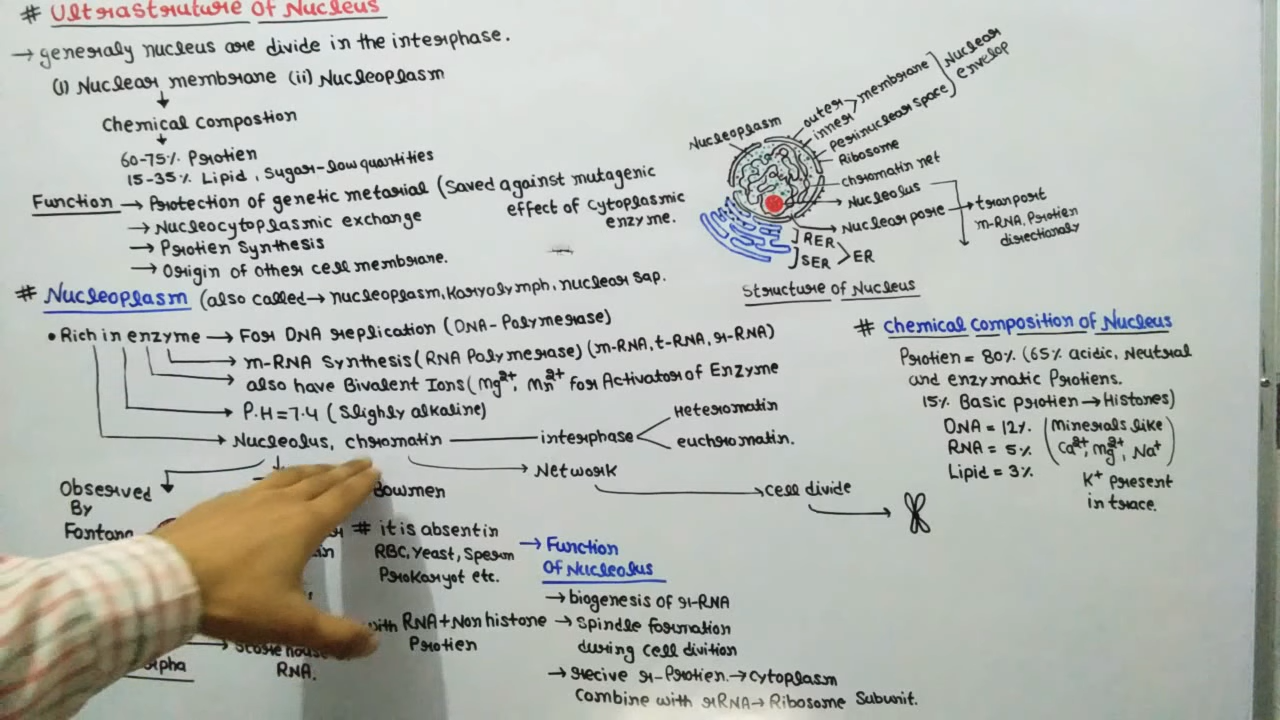 # Ultrastruture of Nucleus
→ generaly nucleus are divide in the interphase.
(i) Nuclear membrane (ii) Nucleoplasm
↓
Chemical Compostion
↓
60-75% Protien
15-35% Lipid, Sugar-low quantities
Function → Protection of genetic metarial (Saved against mutagenic
effect of cytoplasmic
enzyme.
→ Nucleocytoplasmic exchange
→ Protien Synthesis
→ Origin of other cell membrane.
Nucleoplasm
outer
inner
membrane
Nuclear
envelop
perinuclear space
Ribosome
chromatin net
Nucleolus
Nuclear pore
→ tranport
m-RNA, Protien
directionaly
RER
SER
ER
Structure of Nucleus
# Nucleoplasm (also called → nucleoplasm, Karyolymph, nuclear sap.
• Rich in enzyme → For DNA replication (DNA-Polymerase)
→ m-RNA Synthesis (RNA Polymerase) (m-RNA, t-RNA, r-RNA)
→ also have Bivalent Ions (Mg2+, Mn2+ for Activator of Enzyme
→ P.H = 7.4 (Slighly alkaline)
→ Nucleolus, chromatin — interphase
Heteromatin
euchromatin.
→ Network
→ cell divide
Observed
By
Fontana
dowmen
# it is absent in
RBC, Yeast, Sperm
Prokaryot etc.
with RNA + Non histone
Protien
→ Store house
RNA.
→ Function
Of Nucleolus
→ biogenesis of r-RNA
→ Spindle formation
during cell divition
→ recive r-Protien → cytoplasm
Combine with rRNA → Ribosome Subunit.
# Chemical composition of Nucleus
Protien = 80% (65% acidic, Neutral
and enzymatic Protiens.
15% Basic protien → Histones)
DNA = 12%
RNA = 5%
Lipid = 3%
(Minerals like
Ca2+, Mg2+, Na+)
K+ Present
in trace.